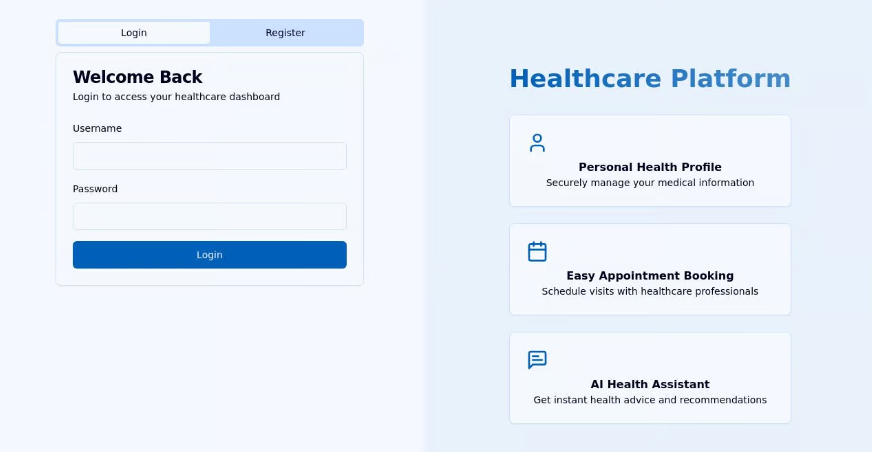 Login
Register
Welcome Back
Login to access your healthcare dashboard
Username
Password
Login
Healthcare Platform
Personal Health Profile
Securely manage your medical information
Easy Appointment Booking
Schedule visits with healthcare professionals
AI Health Assistant
Get instant health advice and recommendations